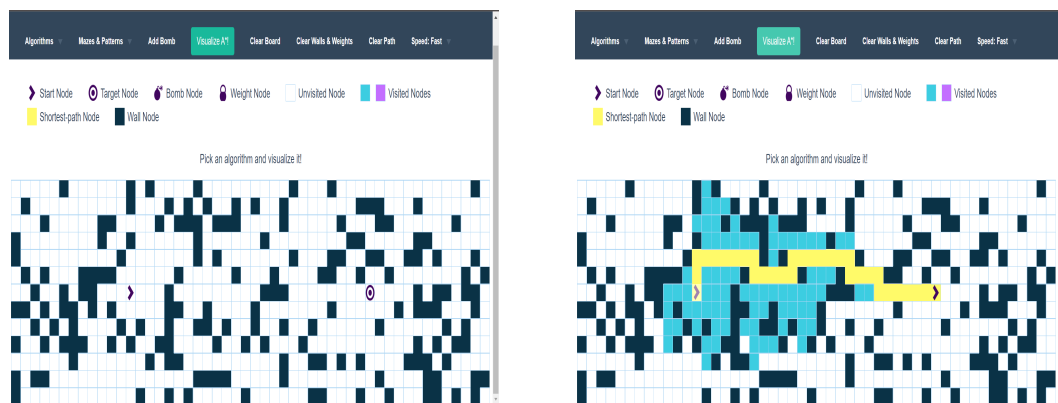 Algorithms Mazes & Patterns Add Bomb Visualize A*! Clear Board Clear Walls & Weights Clear Path Speed: Fast
Start Node Target Node Bomb Node Weight Node Unvisited Node Visited Nodes
Shortest-path Node Wall Node
Pick an algorithm and visualize it!
Algorithms Mazes & Patterns Add Bomb Visualize A*! Clear Board Clear Walls & Weights Clear Path Speed: Fast
Start Node Target Node Bomb Node Weight Node Unvisited Node Visited Nodes
Shortest-path Node Wall Node
Pick an algorithm and visualize it!